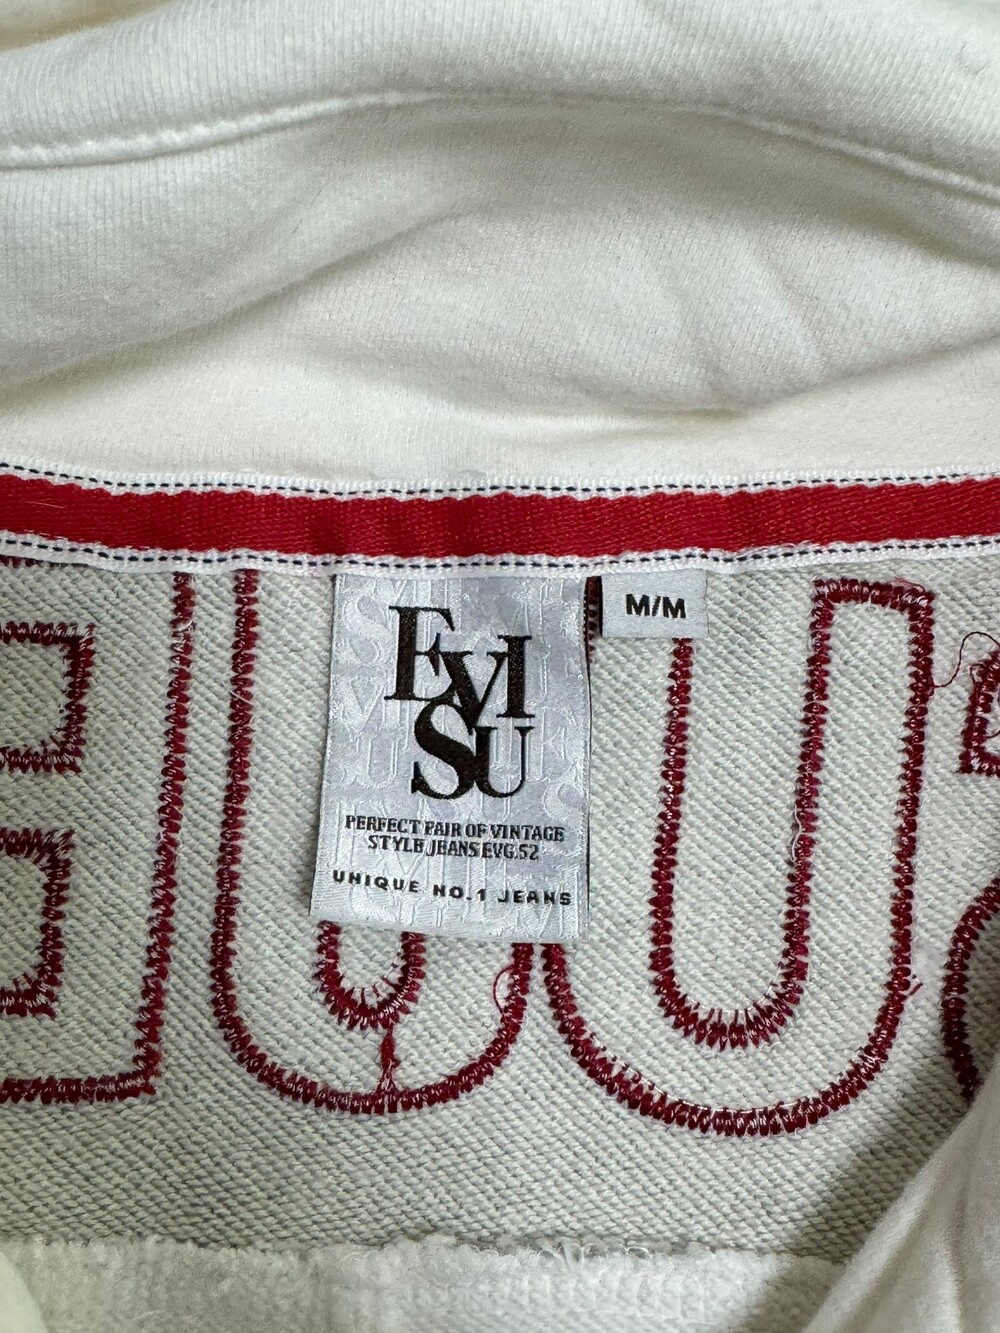 EVI
SU
PERFECT PAIR OF VINTAGE
STYLE JEANS EVG.52
UNIQUE NO.1 JEANS
M/M